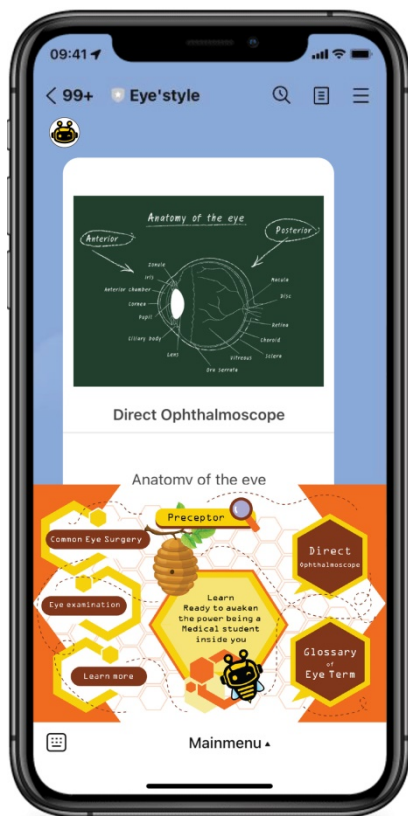 09:41
99+ Eye'style
Anatomy of the eye
Anterior
Posterior
Zonule
Iris
Anterior chamber
Cornea
Pupil
Ciliary body
Lens
Ora serrata
Vitreous
Sclera
Choroid
Retina
Disc
Macula
Direct Ophthalmoscope
Anatomy of the eye
Preceptor
Common Eye Surgery
Eye examination
Learn more
Learn
Ready to awaken
the power being a
Medical student
inside you
Direct
Ophthalmoscope
Glossary
of
Eye Term
Mainmenu